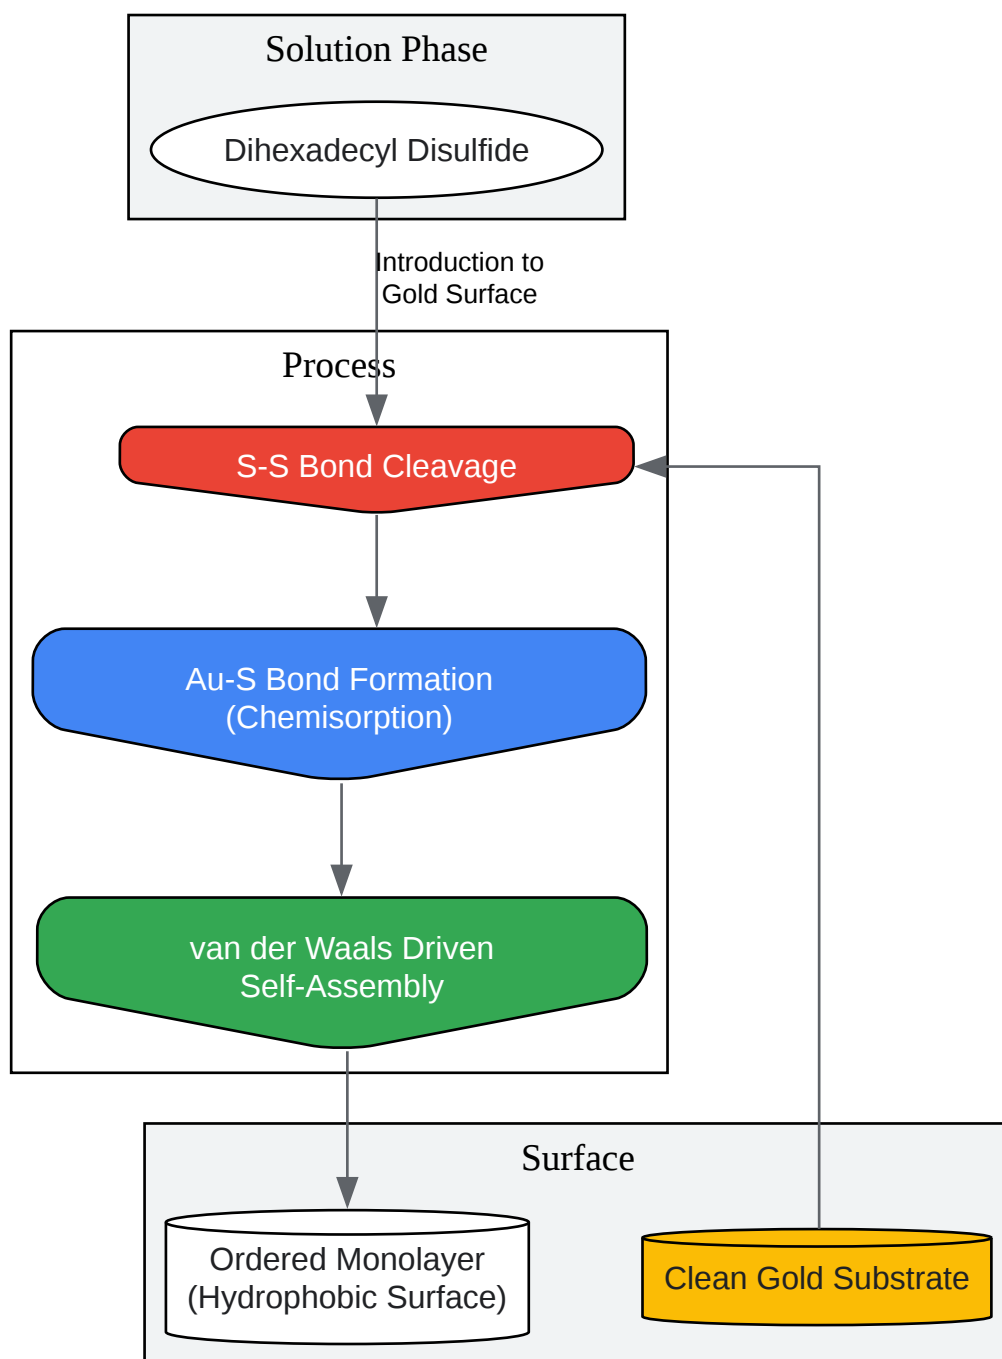 Solution Phase
Dihexadecyl Disulfide
Introduction to
Gold Surface
Process
S-S Bond Cleavage
Au-S Bond Formation
(Chemisorption)
van der Waals Driven
Self-Assembly
Surface
Ordered Monolayer
(Hydrophobic Surface)
Clean Gold Substrate